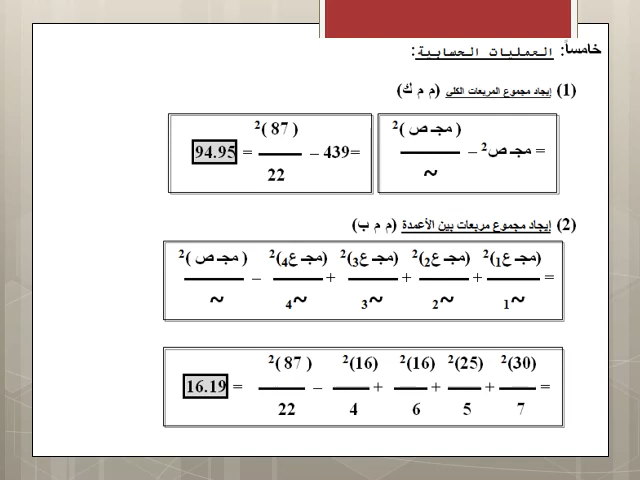 خامساً: العمليات الحسابية:
(1) إيجاد مجموع المربعات الكلي (م م ك)
= مجـ ص2 – ( مجـ ص )2 / ~
=439 – ( 87 )2 / 22 = 94.95
(2) إيجاد مجموع مربعات بين الأعمدة (م م ب)
= (مجـ ع1)2 / ~1 + (مجـ ع2)2 / ~2 + (مجـ ع3)2 / ~3 + (مجـ ع4)2 / ~4 – ( مجـ ص )2 / ~
= (30)2 / 7 + (25)2 / 5 + (16)2 / 6 + (16)2 / 4 – ( 87 )2 / 22 = 16.19